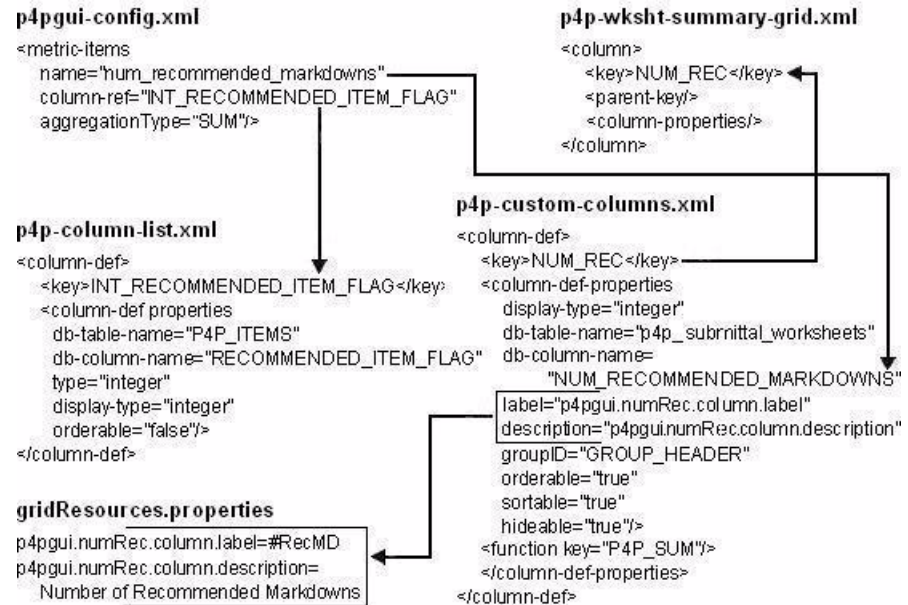 p4pgui-config.xml
<metric-items
name="num_recommended_markdowns"
column-ref="INT_RECOMMENDED_ITEM_FLAG"
aggregationType="SUM"/>
p4p-wksht-summary-grid.xml
<column>
<key>NUM_REC</key>
<parent-key/>
<column-properties/>
</column>
p4p-column-list.xml
<column-def>
<key>INT_RECOMMENDED_ITEM_FLAG</key>
<column-def properties
db-table-name="P4P_ITEMS"
db-column-name="RECOMMENDED_ITEM_FLAG"
type="integer"
display-type="integer"
orderable="false"/>
</column-def>
p4p-custom-columns.xml
<column-def>
<key>NUM_REC</key>
<column-def-properties
display-type="integer"
db-table-name="p4p_submittal_worksheets"
db-column-name=
"NUM_RECOMMENDED_MARKDOWNS"
label="p4pgui.numRec.column.label"
description="p4pgui.numRec.column.description"
groupID="GROUP_HEADER"
orderable="true"
sortable="true"
hideable="true"/>
<function key="P4P_SUM"/>
</column-def-properties>
</column-def>
gridResources.properties
p4pgui.numRec.column.label=#RecMD
p4pgui.numRec.column.description=
Number of Recommended Markdowns